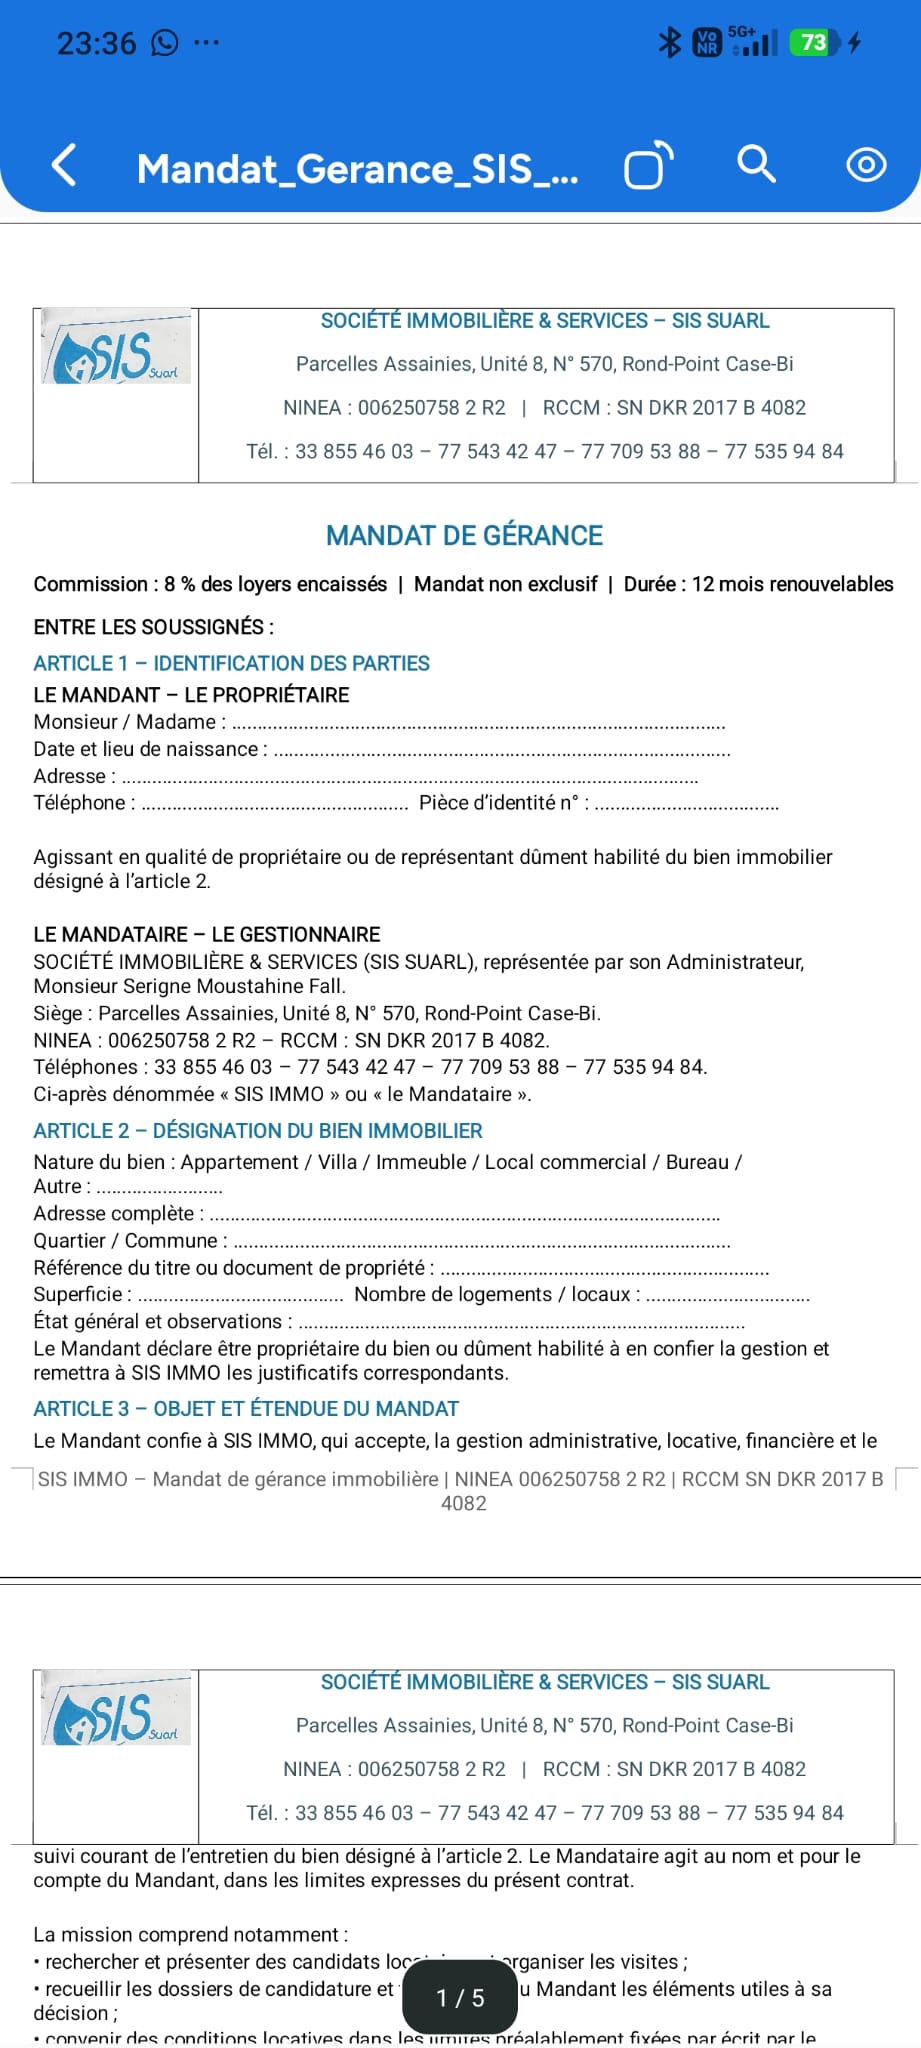 23:36 ...
VO NR 5G+ 73
Mandat_Gerance_SIS_...
SIS Suarl
SOCIÉTÉ IMMOBILIÈRE & SERVICES – SIS SUARL
Parcelles Assainies, Unité 8, N° 570, Rond-Point Case-Bi
NINEA : 006250758 2 R2 | RCCM : SN DKR 2017 B 4082
Tél. : 33 855 46 03 – 77 543 42 47 – 77 709 53 88 – 77 535 94 84
MANDAT DE GÉRANCE
Commission : 8 % des loyers encaissés | Mandat non exclusif | Durée : 12 mois renouvelables
ENTRE LES SOUSSIGNÉS :
ARTICLE 1 – IDENTIFICATION DES PARTIES
LE MANDANT – LE PROPRIÉTAIRE
Monsieur / Madame : ................................................................................................
Date et lieu de naissance : .........................................................................................
Adresse : ................................................................................................................
Téléphone : .................................................... Pièce d’identité n° : ....................................
Agissant en qualité de propriétaire ou de représentant dûment habilité du bien immobilier
désigné à l’article 2.
LE MANDATAIRE – LE GESTIONNAIRE
SOCIÉTÉ IMMOBILIÈRE & SERVICES (SIS SUARL), représentée par son Administrateur,
Monsieur Serigne Moustahine Fall.
Siège : Parcelles Assainies, Unité 8, N° 570, Rond-Point Case-Bi.
NINEA : 006250758 2 R2 – RCCM : SN DKR 2017 B 4082.
Téléphones : 33 855 46 03 – 77 543 42 47 – 77 709 53 88 – 77 535 94 84.
Ci-après dénommée « SIS IMMO » ou « le Mandataire ».
ARTICLE 2 – DÉSIGNATION DU BIEN IMMOBILIER
Nature du bien : Appartement / Villa / Immeuble / Local commercial / Bureau /
Autre : .........................
Adresse complète : ...................................................................................................
Quartier / Commune : .................................................................................................
Référence du titre ou document de propriété : ................................................................
Superficie : ........................................ Nombre de logements / locaux : ................................
État général et observations : .......................................................................................
Le Mandant déclare être propriétaire du bien ou dûment habilité à en confier la gestion et
remettra à SIS IMMO les justificatifs correspondants.
ARTICLE 3 – OBJET ET ÉTENDUE DU MANDAT
Le Mandant confie à SIS IMMO, qui accepte, la gestion administrative, locative, financière et le
SIS IMMO – Mandat de gérance immobilière | NINEA 006250758 2 R2 | RCCM SN DKR 2017 B
4082
SIS Suarl
SOCIÉTÉ IMMOBILIÈRE & SERVICES – SIS SUARL
Parcelles Assainies, Unité 8, N° 570, Rond-Point Case-Bi
NINEA : 006250758 2 R2 | RCCM : SN DKR 2017 B 4082
Tél. : 33 855 46 03 – 77 543 42 47 – 77 709 53 88 – 77 535 94 84
suivi courant de l’entretien du bien désigné à l’article 2. Le Mandataire agit au nom et pour le
compte du Mandant, dans les limites expresses du présent contrat.
La mission comprend notamment :
• rechercher et présenter des candidats organiser les visites ;
• recueillir les dossiers de candidature et Mandant les éléments utiles à sa
décision ;
• convenir des conditions locatives dans les limites préalablement fixées par écrit par le
1 / 5